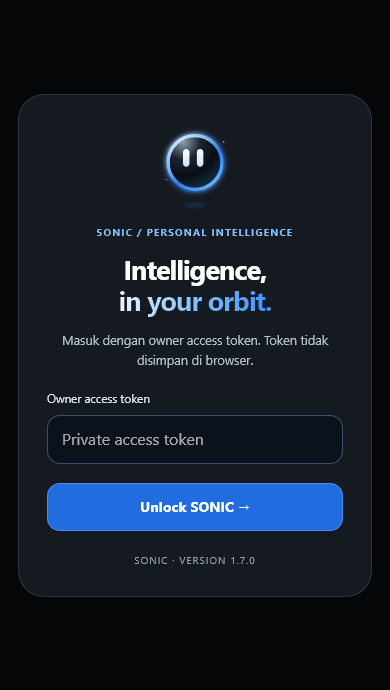 SONIC / PERSONAL INTELLIGENCE
Intelligence,
in your orbit.
Masuk dengan owner access token. Token tidak
disimpan di browser.
Owner access token
Private access token
Unlock SONIC →
SONIC · VERSION 1.7.0